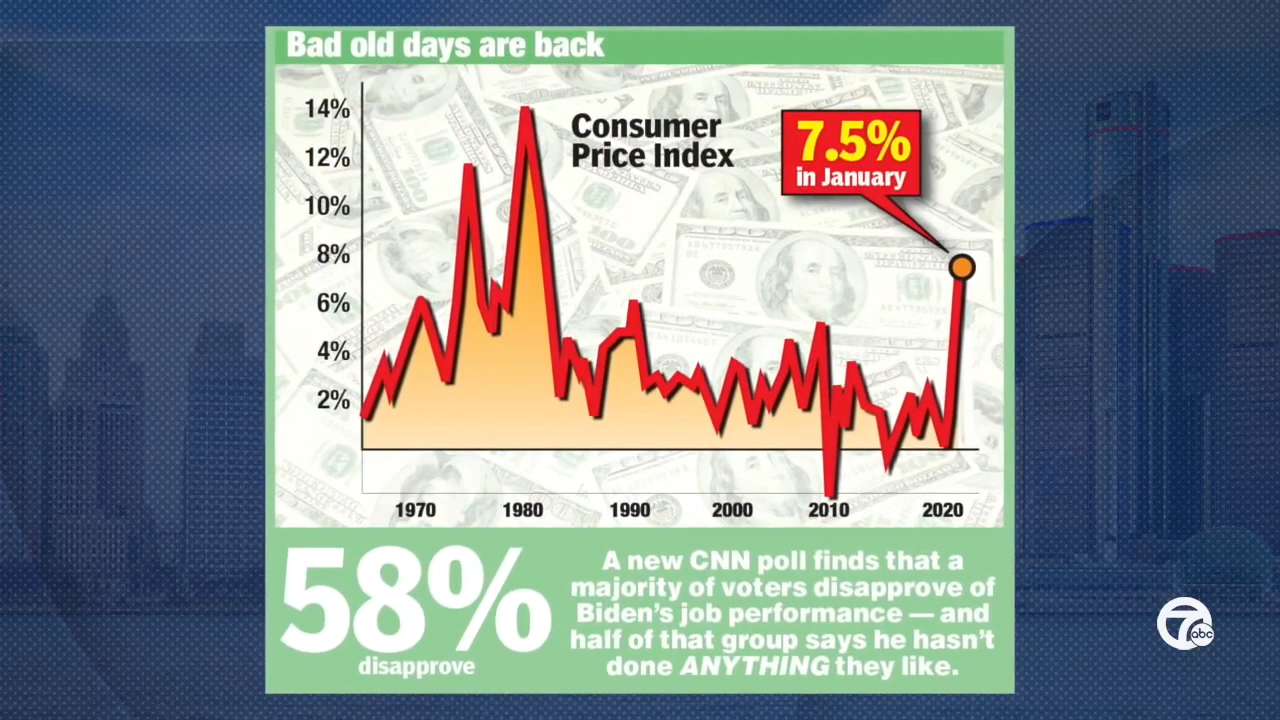 Bad old days are back
14%
12%
10%
8%
6%
4%
2%
Consumer
Price Index
7.5%
in January
1970
1980
1990
2000
2010
2020
58%
disapprove
A new CNN poll finds that a
majority of voters disapprove of
Biden's job performance — and
half of that group says he hasn't
done ANYTHING they like.
7
abc